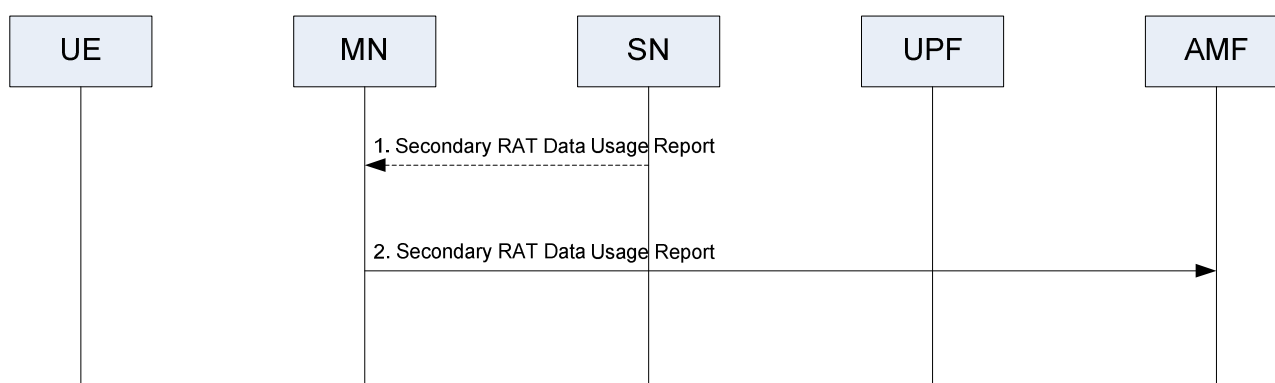 UE
MN
SN
UPF
AMF
1. Secondary RAT Data Usage Report
2. Secondary RAT Data Usage Report